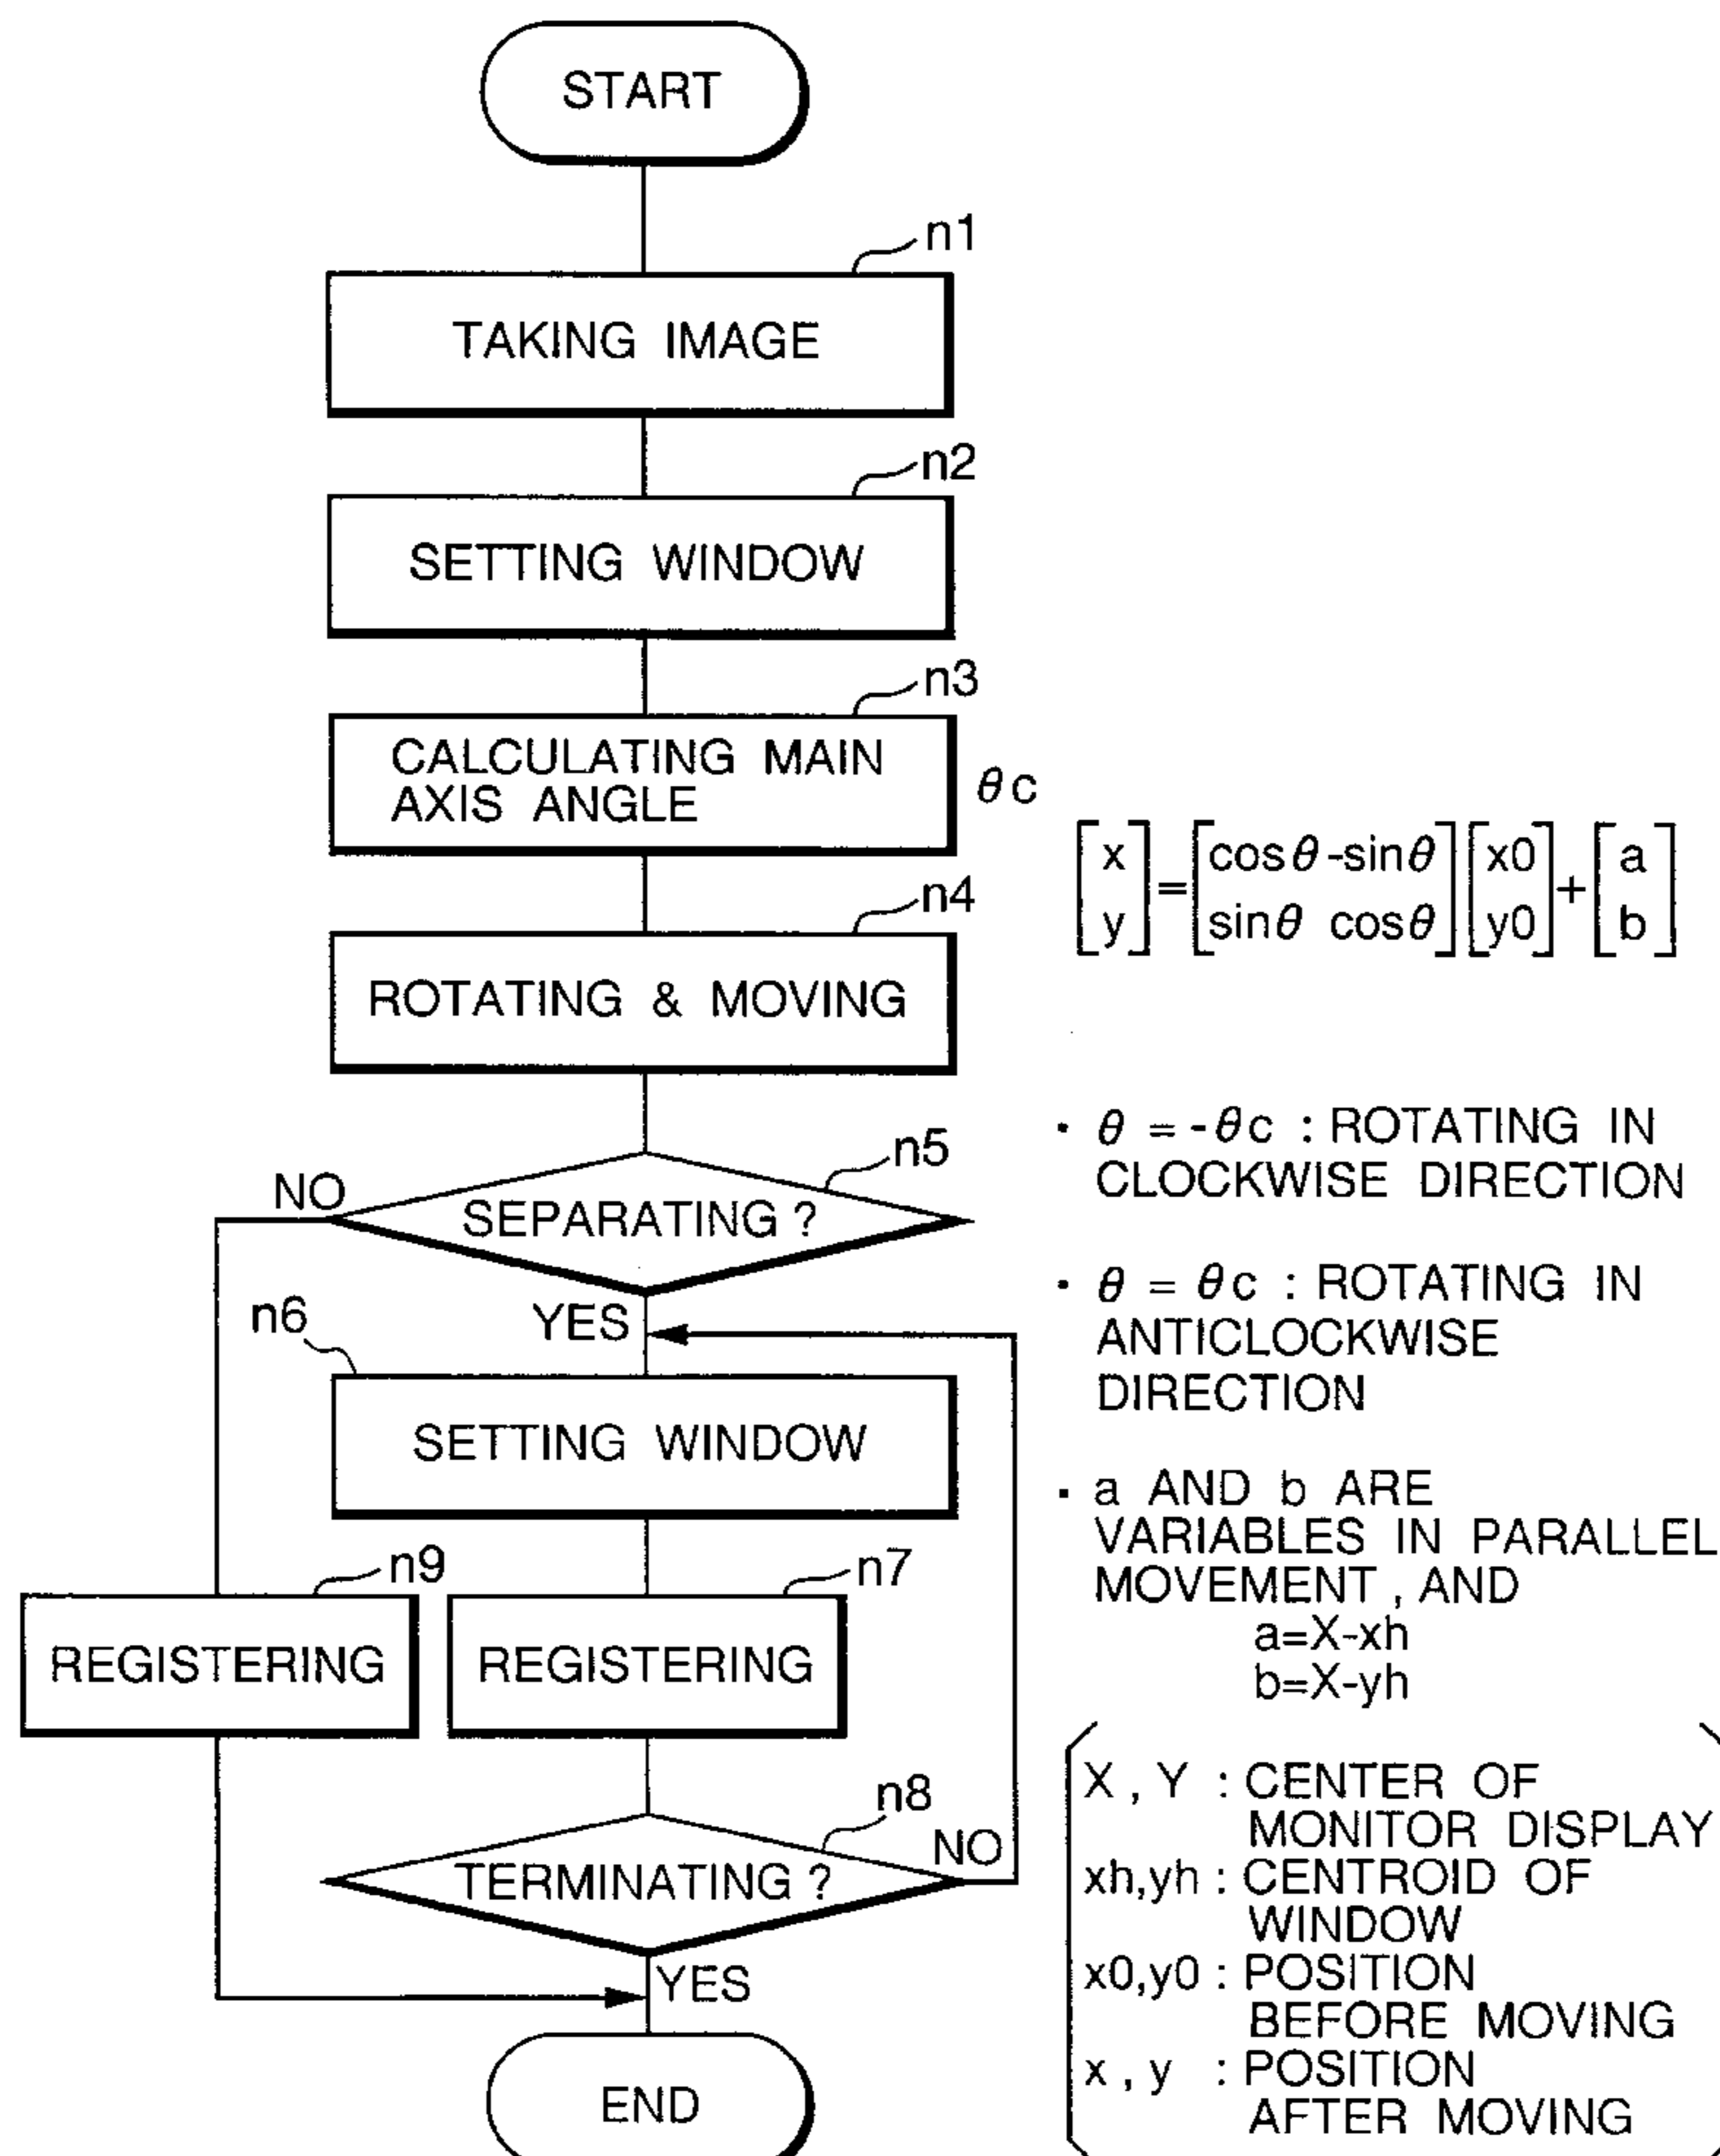 START
n1
TAKING IMAGE
n2
SETTING WINDOW
n3
CALCULATING MAIN
AXIS ANGLE
θc
n4
ROTATING & MOVING
n5
NO
SEPARATING ?
YES
n6
SETTING WINDOW
n9
REGISTERING
n7
REGISTERING
n8
NO
TERMINATING ?
YES
END
[x] = [cosθ -sinθ] [x0] + [a]
[y] [sinθ cosθ] [y0] [b]
· θ = -θc : ROTATING IN
CLOCKWISE DIRECTION
· θ = θc : ROTATING IN
ANTICLOCKWISE
DIRECTION
· a AND b ARE
VARIABLES IN PARALLEL
MOVEMENT , AND
a=X-xh
b=X-yh
X , Y : CENTER OF
MONITOR DISPLAY
xh,yh : CENTROID OF
WINDOW
x0,y0 : POSITION
BEFORE MOVING
x , y : POSITION
AFTER MOVING